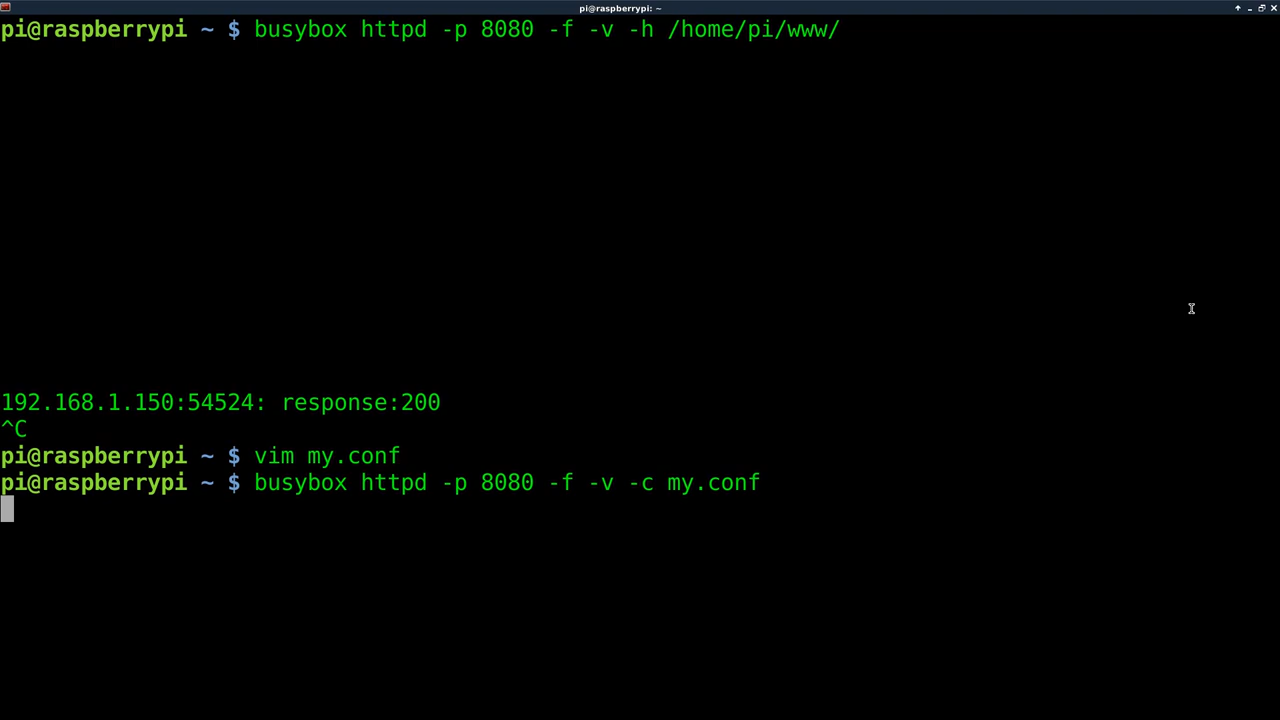 pi@raspberrypi: ~
pi@raspberrypi ~ $ busybox httpd -p 8080 -f -v -h /home/pi/www/
192.168.1.150:54524: response:200
^C
pi@raspberrypi ~ $ vim my.conf
pi@raspberrypi ~ $ busybox httpd -p 8080 -f -v -c my.conf